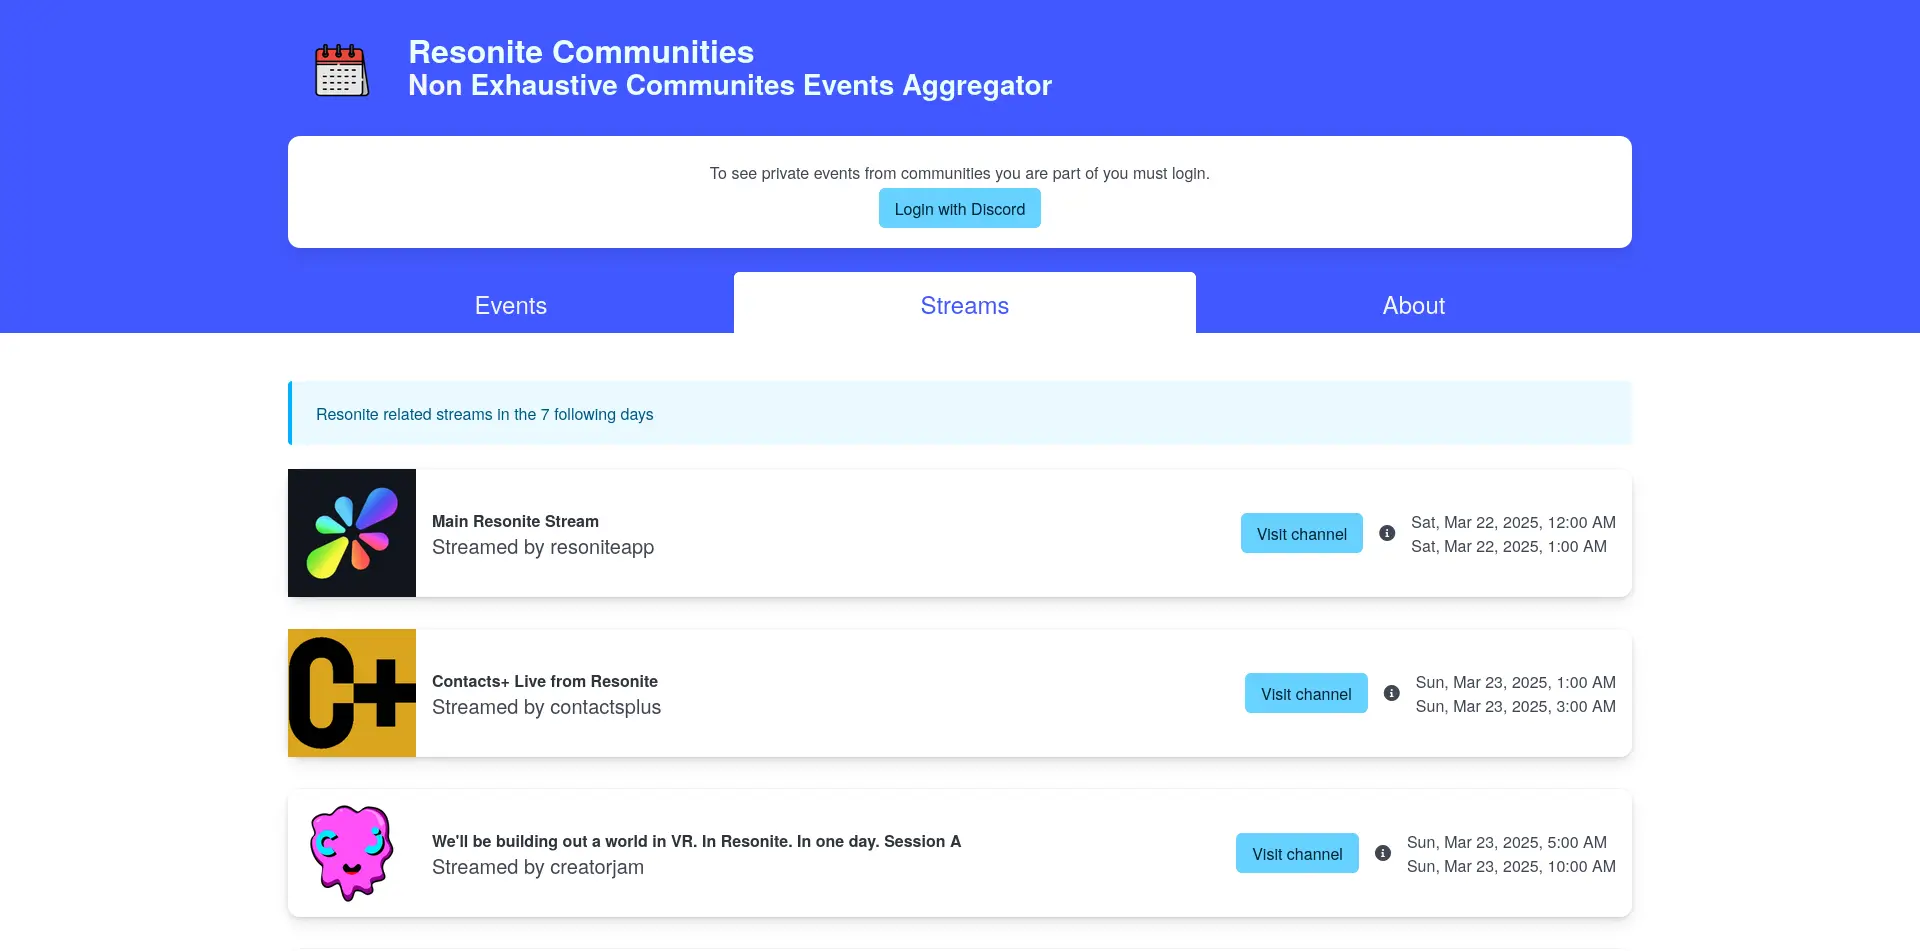 Resonite Communities
Non Exhaustive Communites Events Aggregator
To see private events from communities you are part of you must login.
Login with Discord
Events
Streams
About
Resonite related streams in the 7 following days
Main Resonite Stream
Streamed by resoniteapp
Visit channel
Sat, Mar 22, 2025, 12:00 AM
Sat, Mar 22, 2025, 1:00 AM
C+
Contacts+ Live from Resonite
Streamed by contactsplus
Visit channel
Sun, Mar 23, 2025, 1:00 AM
Sun, Mar 23, 2025, 3:00 AM
We'll be building out a world in VR. In Resonite. In one day. Session A
Streamed by creatorjam
Visit channel
Sun, Mar 23, 2025, 5:00 AM
Sun, Mar 23, 2025, 10:00 AM